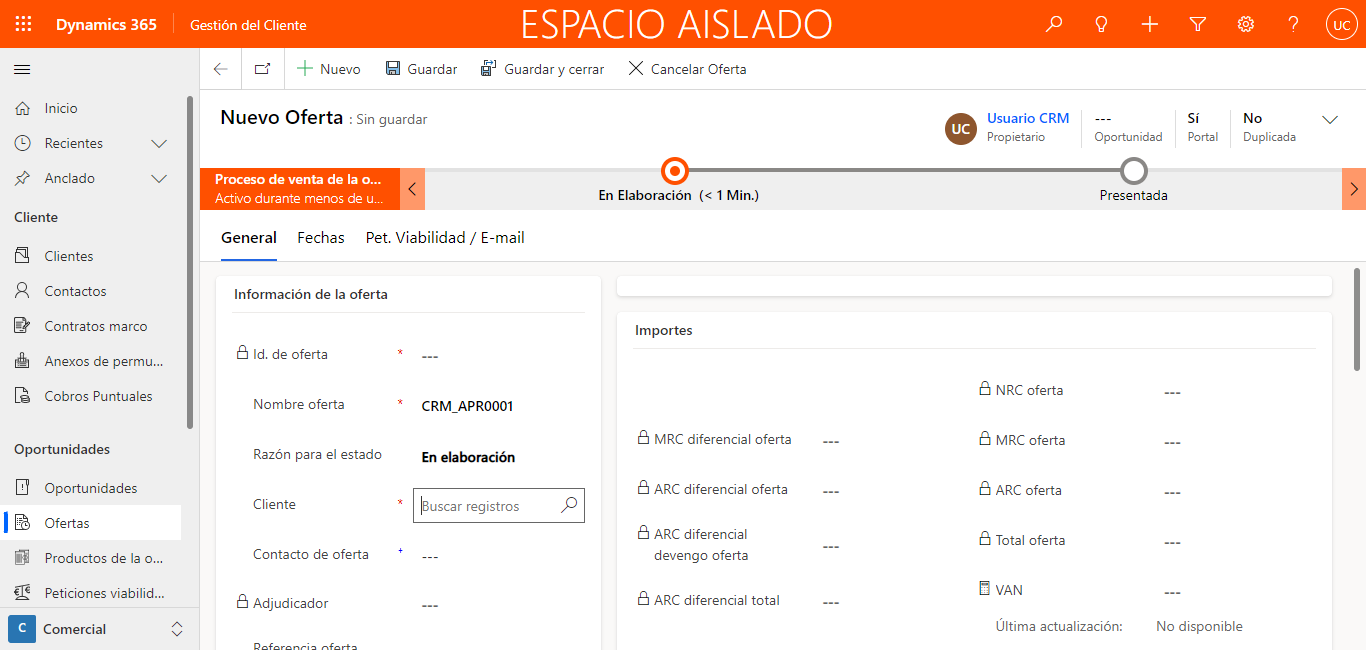 Dynamics 365
Gestión del Cliente
ESPACIO AISLADO
UC
Nuevo
Guardar
Guardar y cerrar
Cancelar Oferta
Inicio
Recientes
Anclado
Cliente
Clientes
Contactos
Contratos marco
Anexos de permu...
Cobros Puntuales
Oportunidades
Oportunidades
Ofertas
Productos de la o...
Peticiones viabilid...
C Comercial
Nuevo Oferta : Sin guardar
UC
Usuario CRM
Propietario
---
Oportunidad
Sí
Portal
No
Duplicada
Proceso de venta de la o...
Activo durante menos de u...
En Elaboración (< 1 Min.)
Presentada
General
Fechas
Pet. Viabilidad / E-mail
Información de la oferta
Id. de oferta * ---
Nombre oferta * CRM_APR0001
Razón para el estado En elaboración
Cliente * Buscar registros
Contacto de oferta + ---
Adjudicador ---
Referencia oferta
Importes
MRC diferencial oferta ---
ARC diferencial oferta ---
ARC diferencial
devengo oferta ---
ARC diferencial total ---
NRC oferta ---
MRC oferta ---
ARC oferta ---
Total oferta ---
VAN ---
Última actualización: No disponible